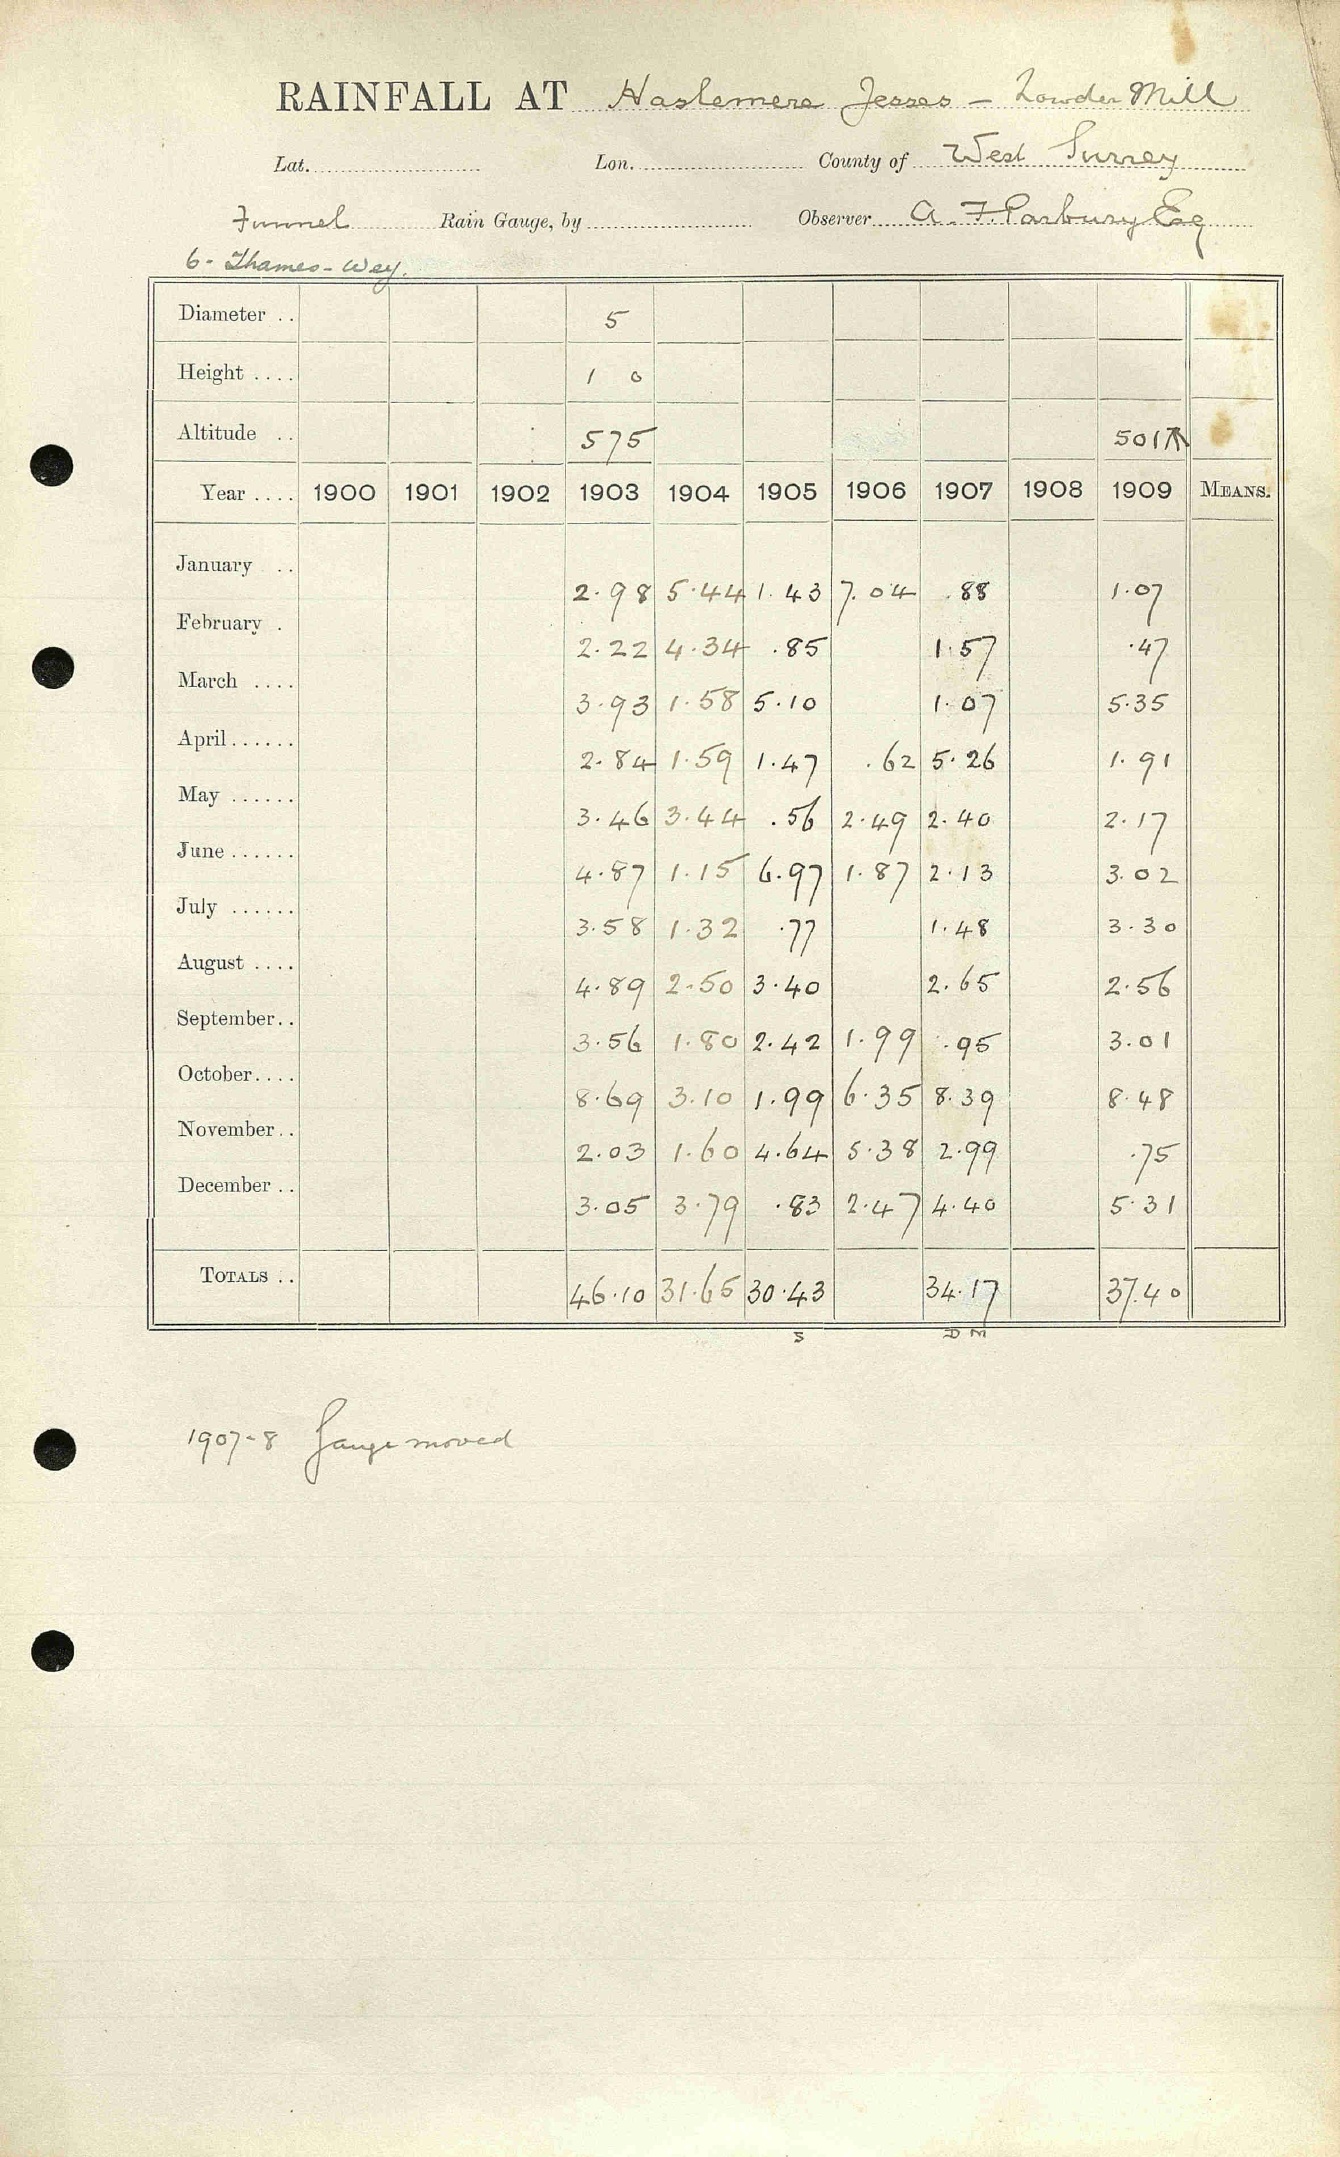 RAINFALL AT Haslemere Jesses - Lowder Mill
Lat. Lon. County of West Surrey
Funnel Rain Gauge, by Observer A. F. Parbury Esq
6 - Thames - Wey.
Diameter .. 5
Height .... 1 0
Altitude .. 575 501
Year .... 1900 1901 1902 1903 1904 1905 1906 1907 1908 1909 MEANS.
January .. 2.98 5.44 1.43 7.04 .88 1.07
February . 2.22 4.34 .85 1.57 .47
March .... 3.93 1.58 5.10 1.07 5.35
April...... 2.84 1.59 1.47 .62 5.26 1.91
May ...... 3.46 3.44 .56 2.49 2.40 2.17
June...... 4.87 1.15 6.97 1.87 2.13 3.02
July ...... 3.58 1.32 .77 1.48 3.30
August .... 4.89 2.50 3.40 2.65 2.56
September.. 3.56 1.80 2.42 1.99 .95 3.01
October.... 8.69 3.10 1.99 6.35 8.39 8.48
November.. 2.03 1.60 4.64 5.38 2.99 .75
December .. 3.05 3.79 .83 2.47 4.40 5.31
TOTALS .. 46.10 31.65 30.43 34.17 37.40
S DM
1907-8 Gauge moved